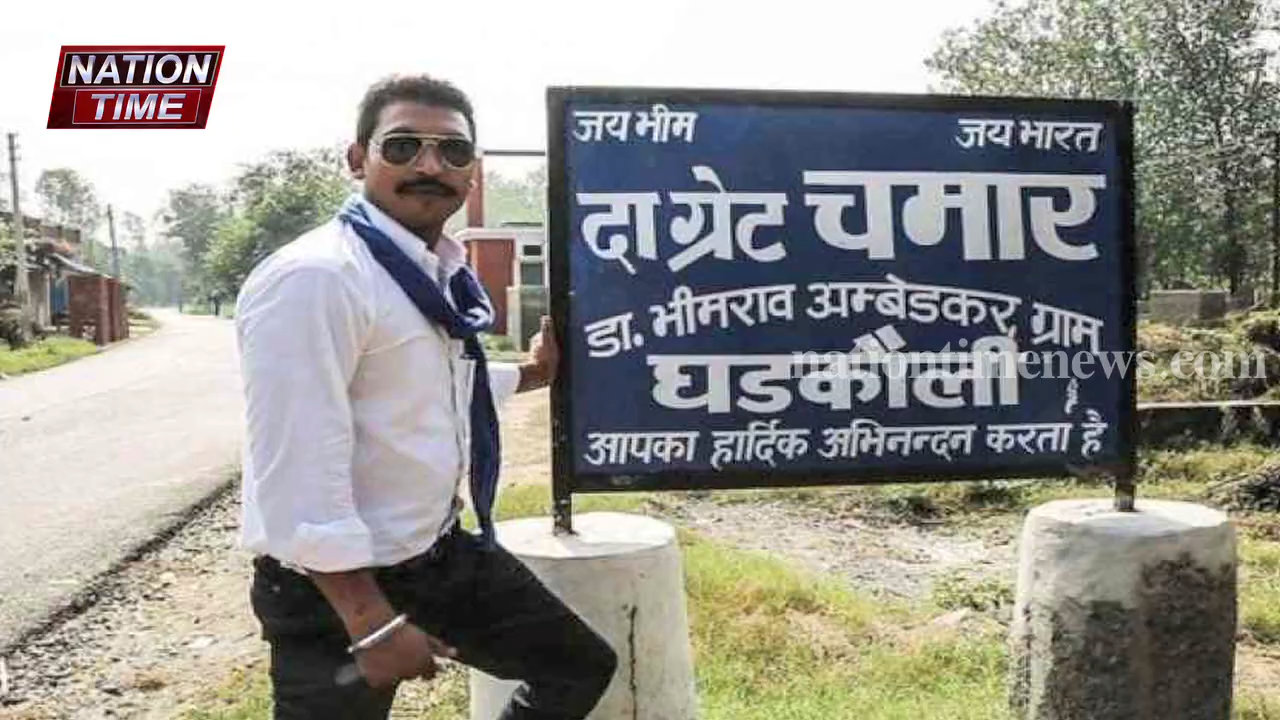 NATION
TIME
जय भीम जय भारत
दा ग्रेट चमार
डा. भीमराव अम्बेडकर ग्राम
घडकौली
आपका हार्दिक अभिनन्दन करता है
nationtimenews.com